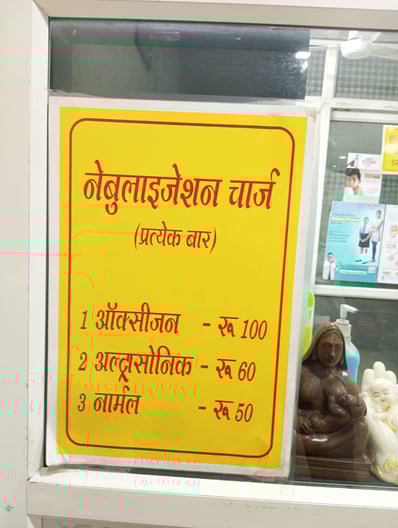 नेबुलाइजेशन चार्ज
(प्रत्येक बार)
1 ऑक्सीजन - रू 100
2 अल्ट्रासोनिक - रू 60
3 नार्मल - रू 50